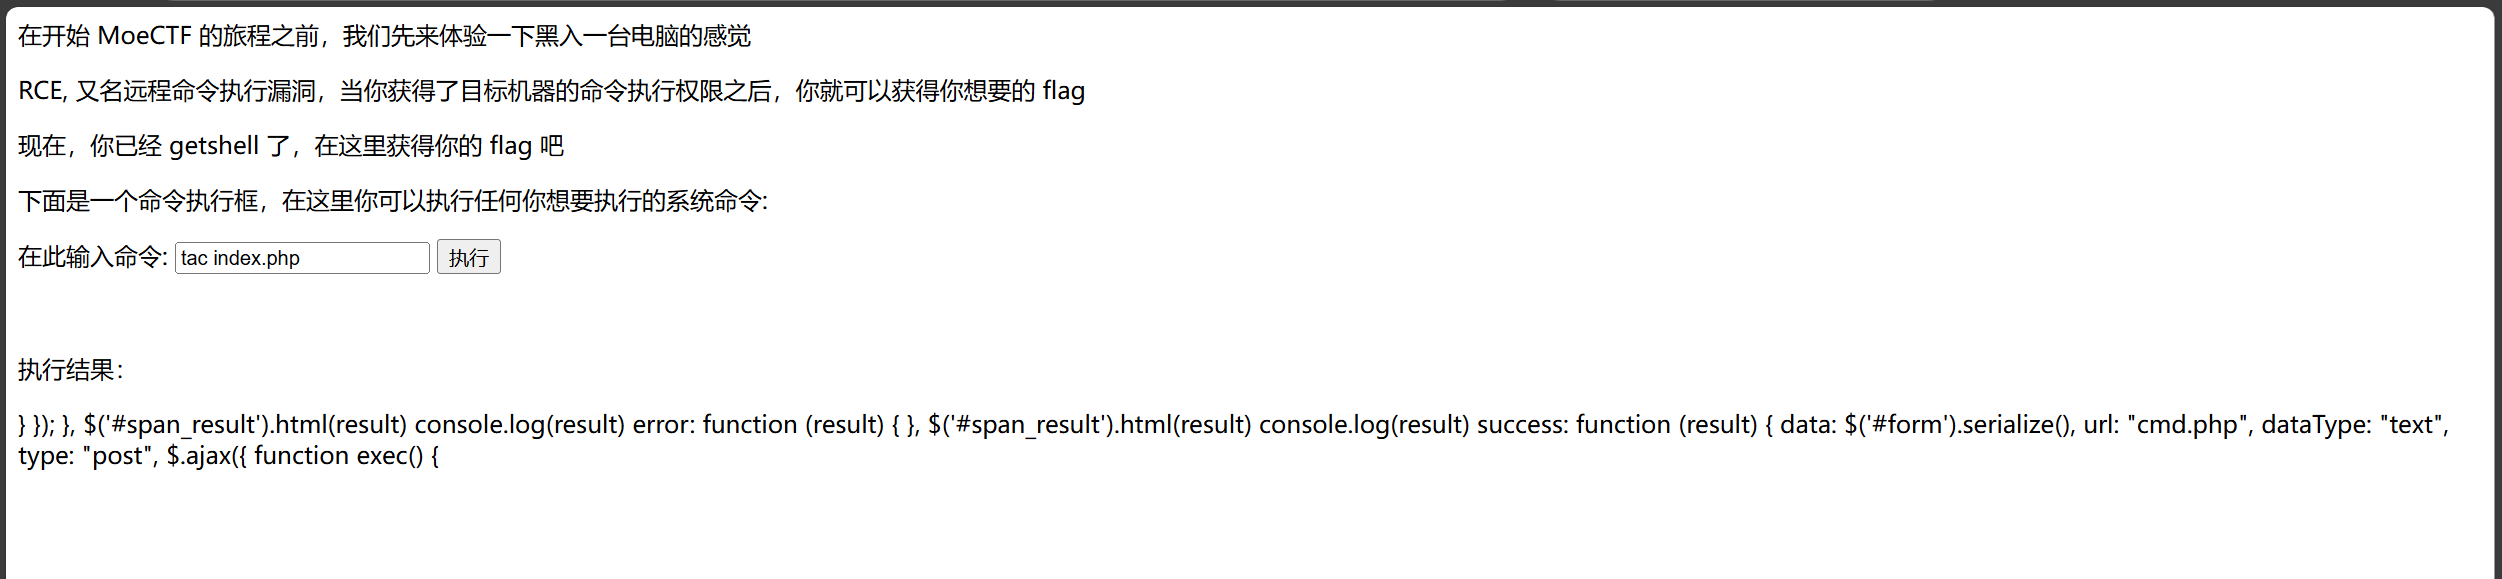 在开始 MoeCTF 的旅程之前，我们先来体验一下黑入一台电脑的感觉
RCE, 又名远程命令执行漏洞，当你获得了目标机器的命令执行权限之后，你就可以获得你想要的 flag
现在，你已经 getshell 了，在这里获得你的 flag 吧
下面是一个命令执行框，在这里你可以执行任何你想要执行的系统命令:
在此输入命令: tac index.php 执行
执行结果：
} }); }, $('#span_result').html(result) console.log(result) error: function (result) { }, $('#span_result').html(result) console.log(result) success: function (result) { data: $('#form').serialize(), url: "cmd.php", dataType: "text",
type: "post", $.ajax({ function exec() {